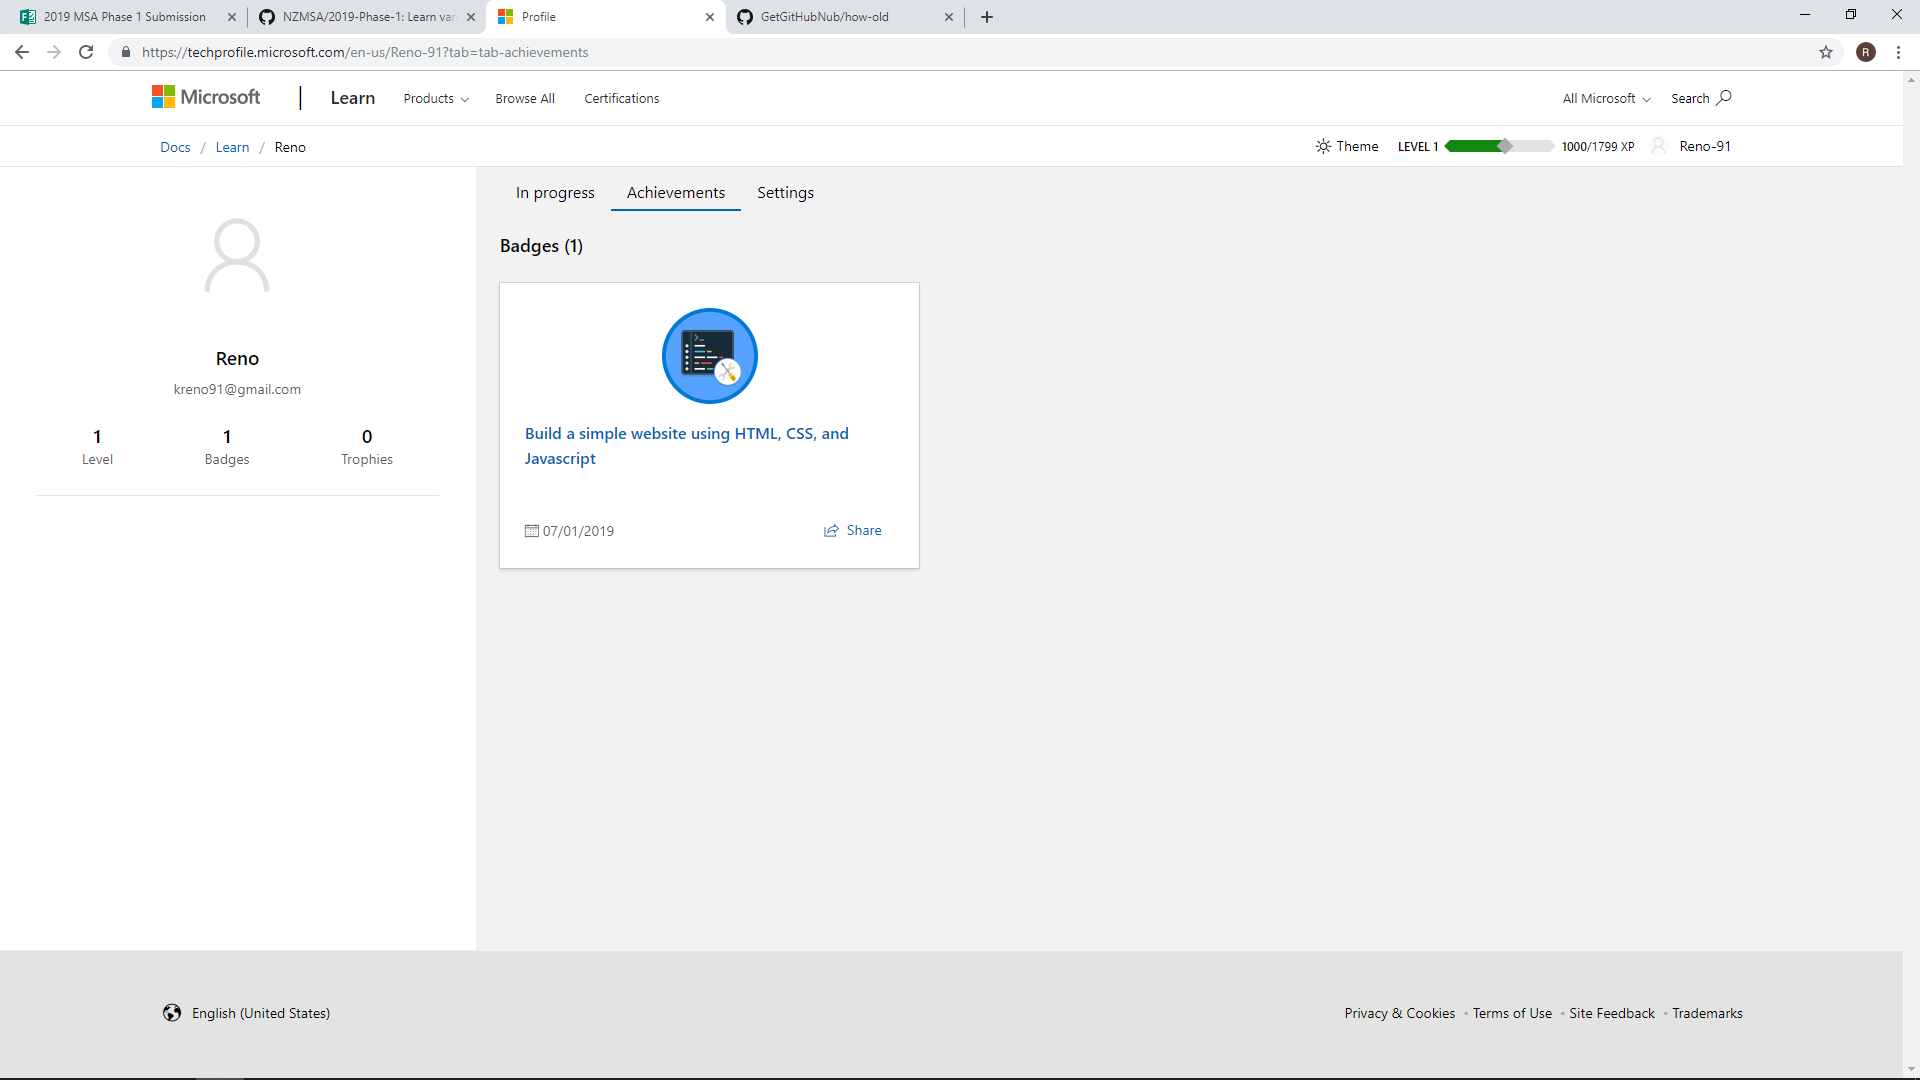 2019 MSA Phase 1 Submission
NZMSA/2019-Phase-1: Learn var
Profile
GetGitHubNub/how-old
https://techprofile.microsoft.com/en-us/Reno-91?tab=tab-achievements
R
Microsoft
Learn
Products
Browse All
Certifications
All Microsoft
Search
Docs / Learn / Reno
Theme
LEVEL 1
1000/1799 XP
Reno-91
Reno
kreno91@gmail.com
1
Level
1
Badges
0
Trophies
In progress
Achievements
Settings
Badges (1)
Build a simple website using HTML, CSS, and
Javascript
07/01/2019
Share
English (United States)
Privacy & Cookies • Terms of Use • Site Feedback • Trademarks